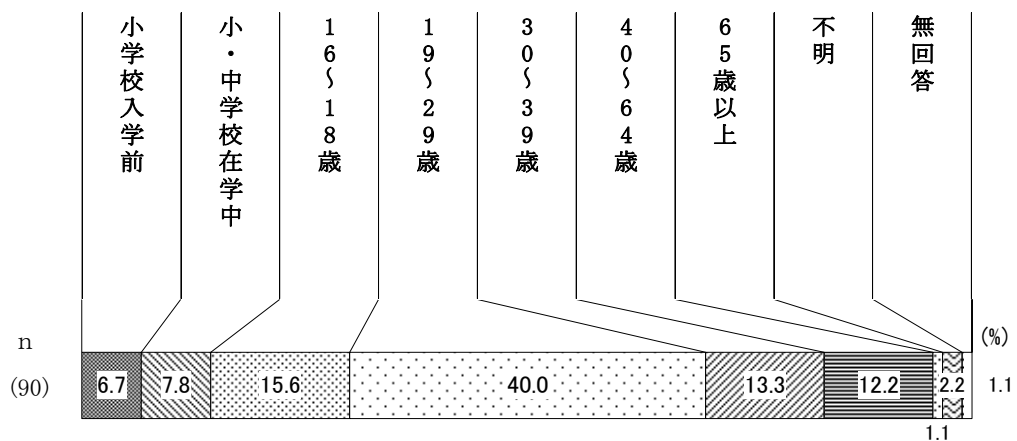 小学校入学前
小・中学校在学中
16~18歳
19~29歳
30~39歳
40~64歳
65歳以上
不明
無回答
n
(%)
(90)
6.7
7.8
15.6
40.0
13.3
12.2
2.2
1.1
1.1